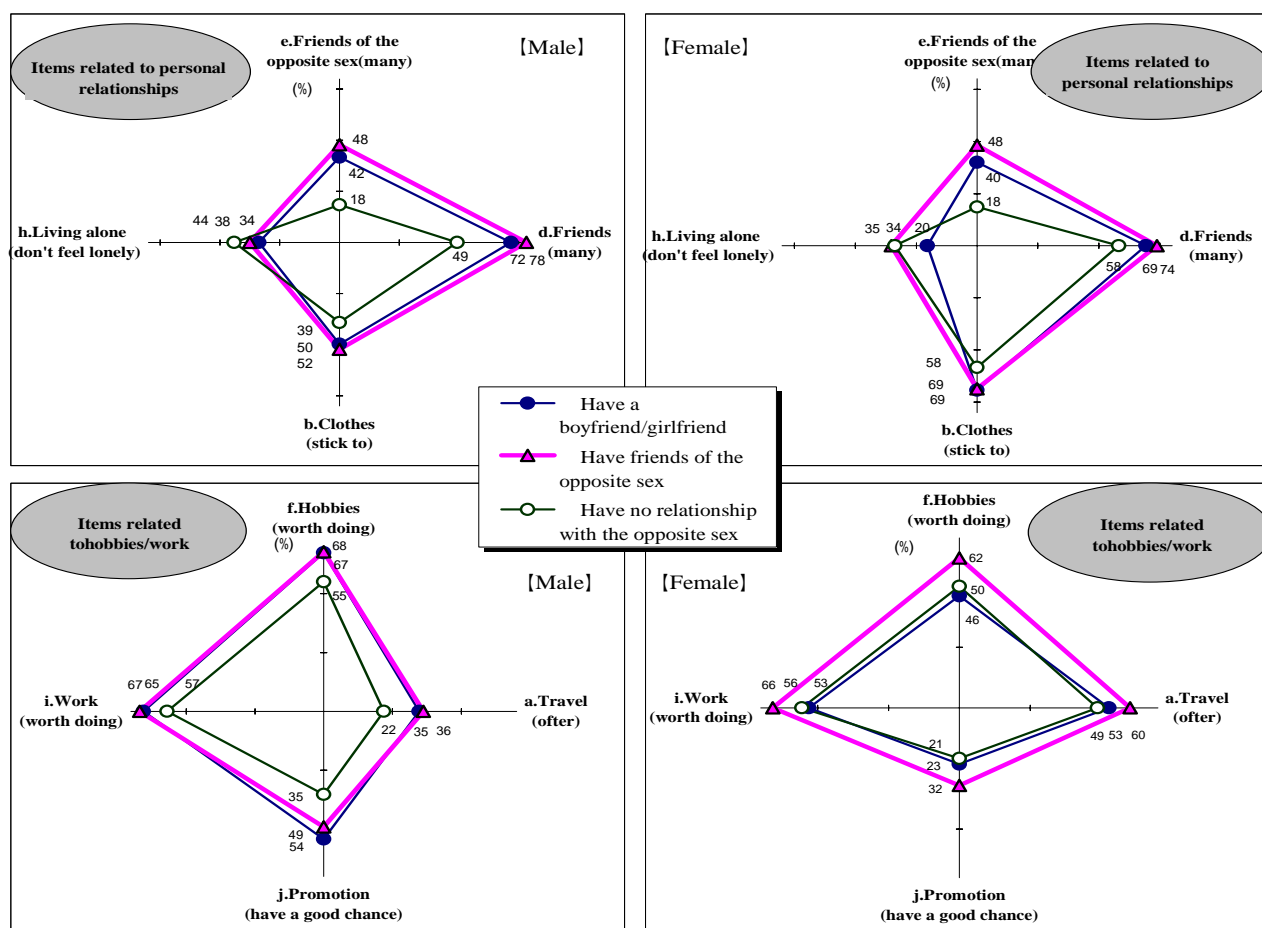 e.Friends of the
opposite sex(many)
【Male】
Items related to personal
relationships
(%)
48
42
18
44 38 34
h.Living alone
(don't feel lonely)
d.Friends
(many)
49
72 78
39
50
52
b.Clothes
(stick to)
【Female】
e.Friends of the
opposite sex(man
Items related to
personal relationships
(%)
48
40
18
35 34 20
h.Living alone
(don't feel lonely)
d.Friends
(many)
58 69 74
58
69
69
b.Clothes
(stick to)
Have a
boyfriend/girlfriend
Have friends of the
opposite sex
Have no relationship
with the opposite sex
Items related
tohobbies/work
f.Hobbies
(worth doing)
(%)
68
67
55
【Male】
67 65 57
i.Work
(worth doing)
a.Travel
(ofter)
22 35 36
35
49
54
j.Promotion
(have a good chance)
f.Hobbies
(worth doing)
Items related
tohobbies/work
(%)
62
50
46
【Female】
66 56 53
i.Work
(worth doing)
a.Travel
(ofter)
49 53 60
21
23
32
j.Promotion
(have a good chance)